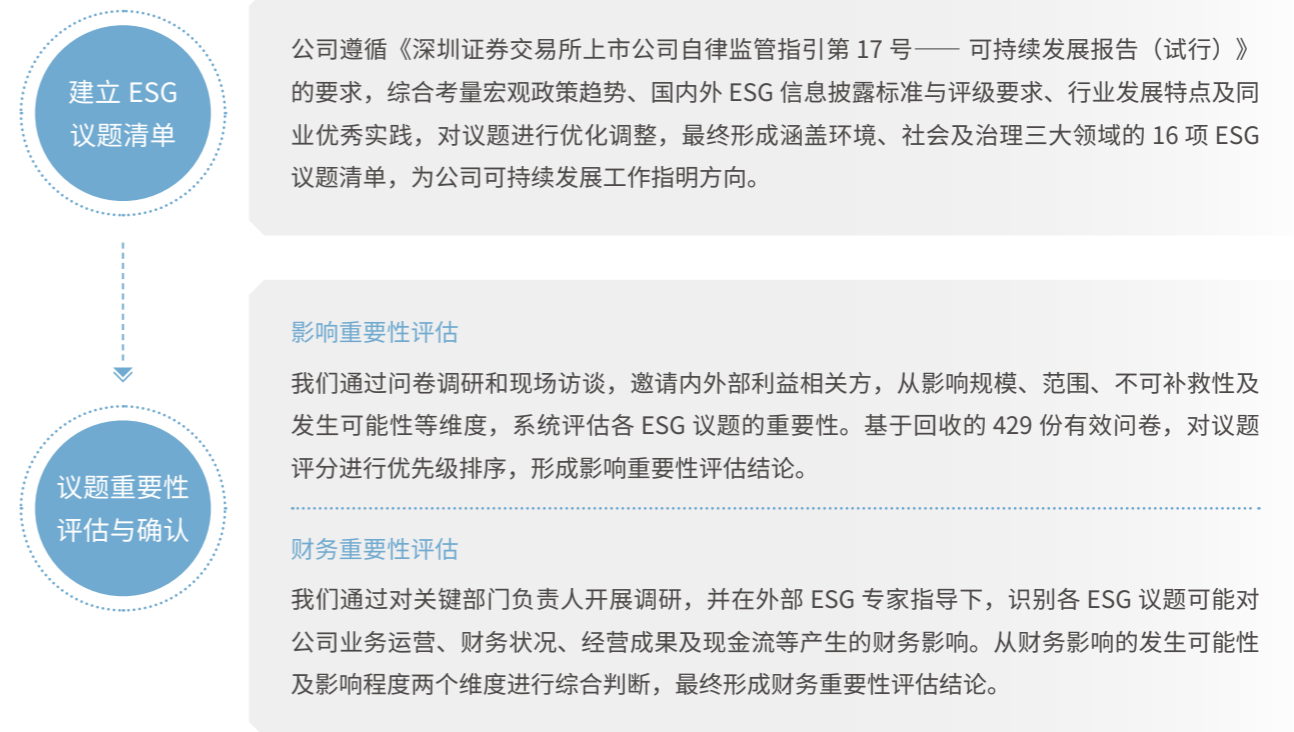 建立 ESG
议题清单
公司遵循《深圳证券交易所上市公司自律监管指引第 17 号—— 可持续发展报告（试行）》
的要求，综合考量宏观政策趋势、国内外 ESG 信息披露标准与评级要求、行业发展特点及同
业优秀实践，对议题进行优化调整，最终形成涵盖环境、社会及治理三大领域的 16 项 ESG
议题清单，为公司可持续发展工作指明方向。
议题重要性
评估与确认
影响重要性评估
我们通过问卷调研和现场访谈，邀请内外部利益相关方，从影响规模、范围、不可补救性及
发生可能性等维度，系统评估各 ESG 议题的重要性。基于回收的 429 份有效问卷，对议题
评分进行优先级排序，形成影响重要性评估结论。
财务重要性评估
我们通过对关键部门负责人开展调研，并在外部 ESG 专家指导下，识别各 ESG 议题可能对
公司业务运营、财务状况、经营成果及现金流等产生的财务影响。从财务影响的发生可能性
及影响程度两个维度进行综合判断，最终形成财务重要性评估结论。